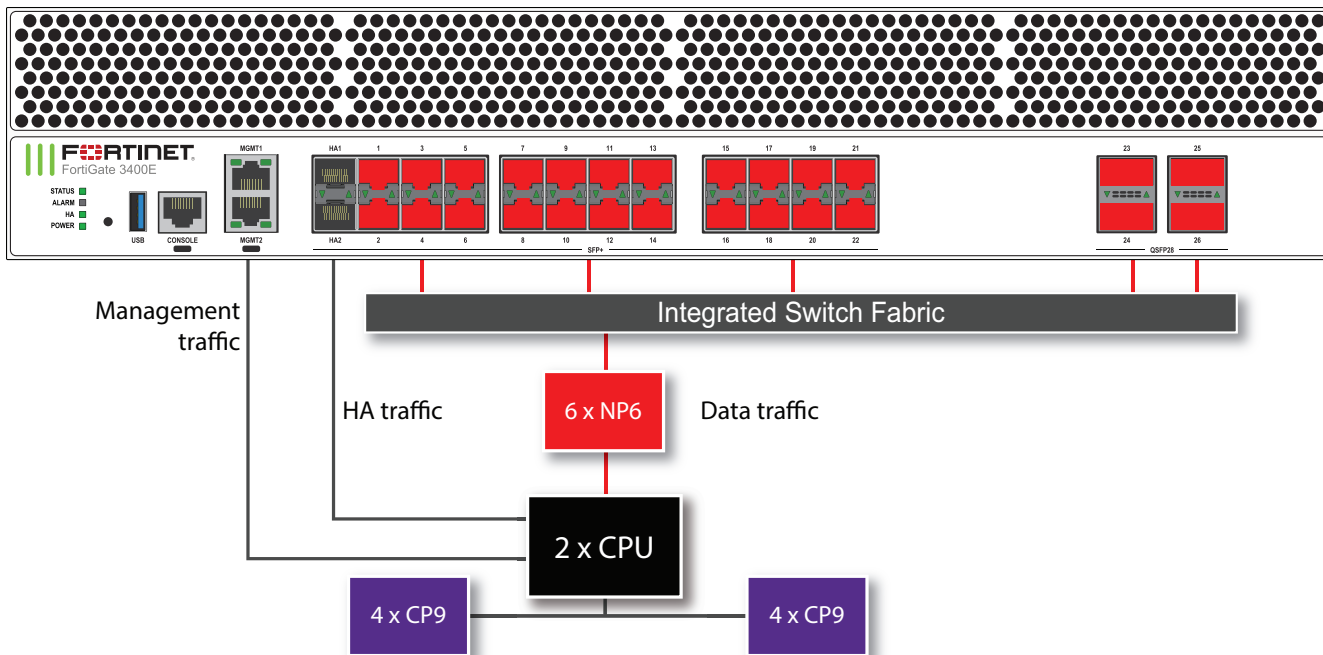 MGMT1
HA1 1 3 5 7 9 11 13 15 17 19 21 23 25
FORTINET
FortiGate 3400E
STATUS
ALARM
HA
POWER
USB CONSOLE MGMT2 HA2 2 4 6 8 10 12 14 16 18 20 22 24 26
SFP+ QSFP28
Management
traffic
Integrated Switch Fabric
HA traffic
6 x NP6
Data traffic
2 x CPU
4 x CP9
4 x CP9